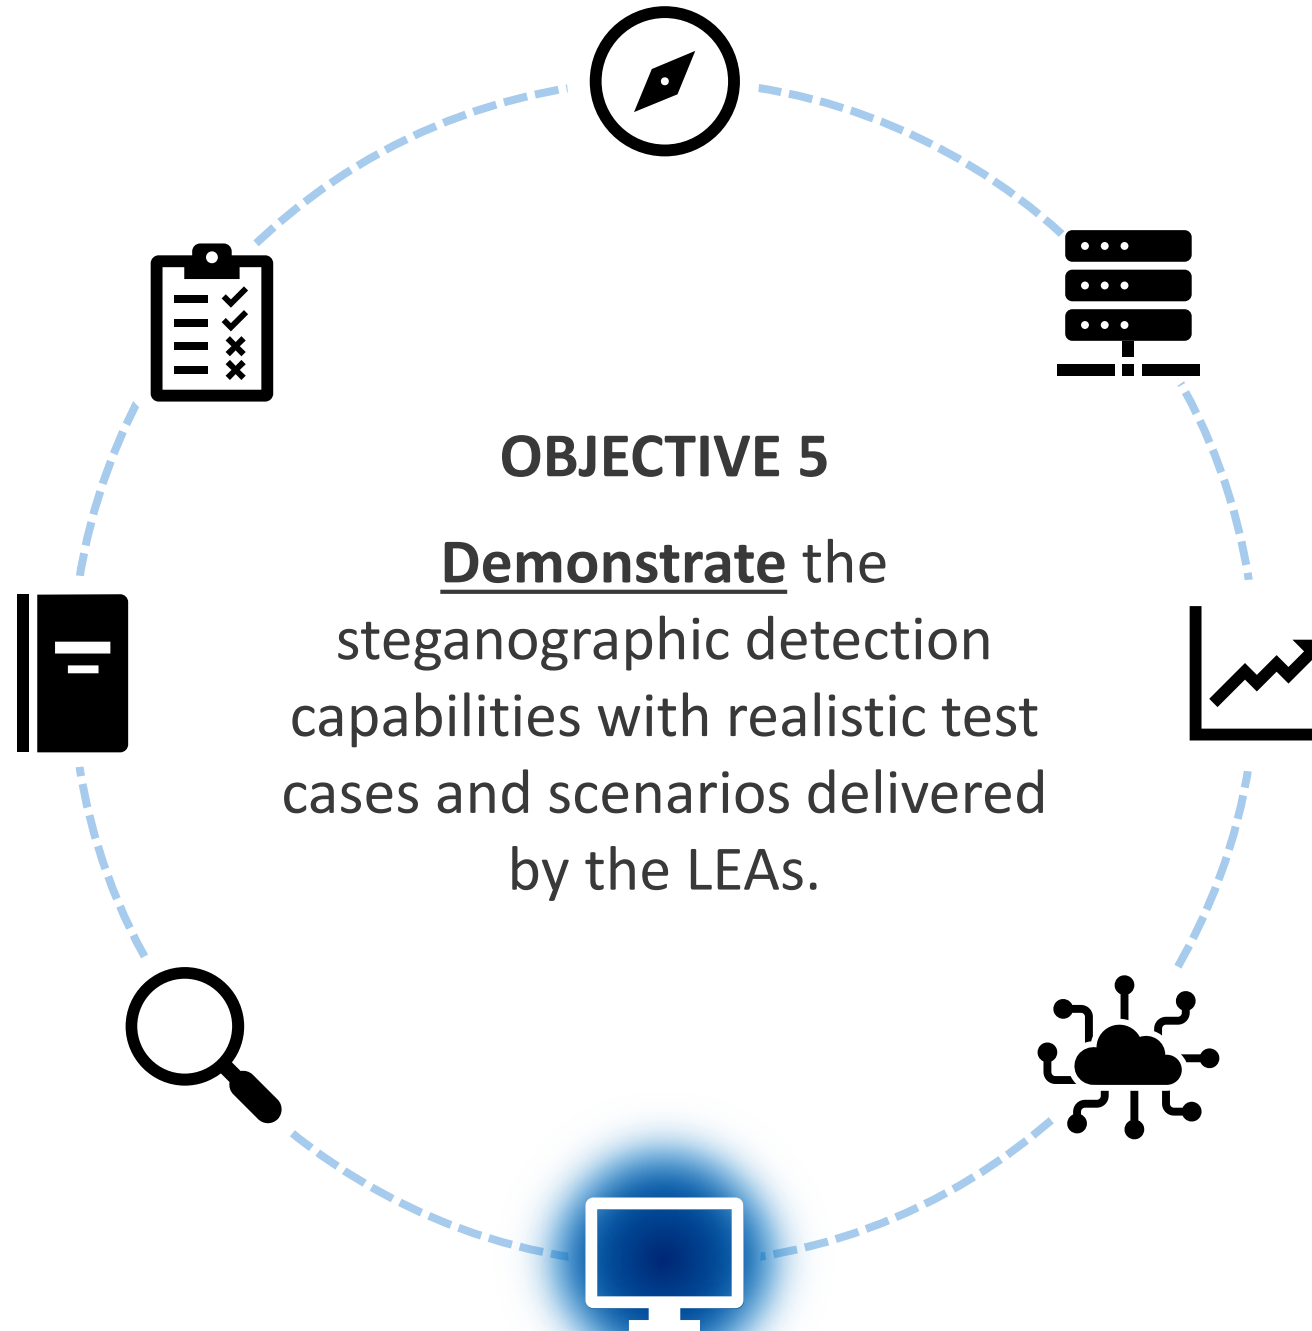 OBJECTIVE 5
Demonstrate the
steganographic detection
capabilities with realistic test
cases and scenarios delivered
by the LEAs.